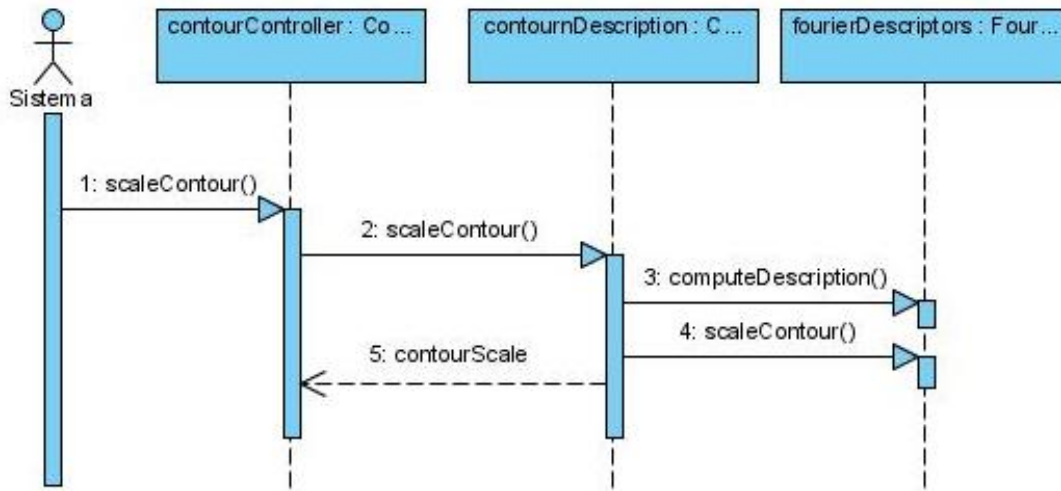 contourController : Co...
contournDescription : C...
fourierDescriptors : Four...
Sistema
1: scaleContour()
2: scaleContour()
3: computeDescription()
4: scaleContour()
5: contourScale